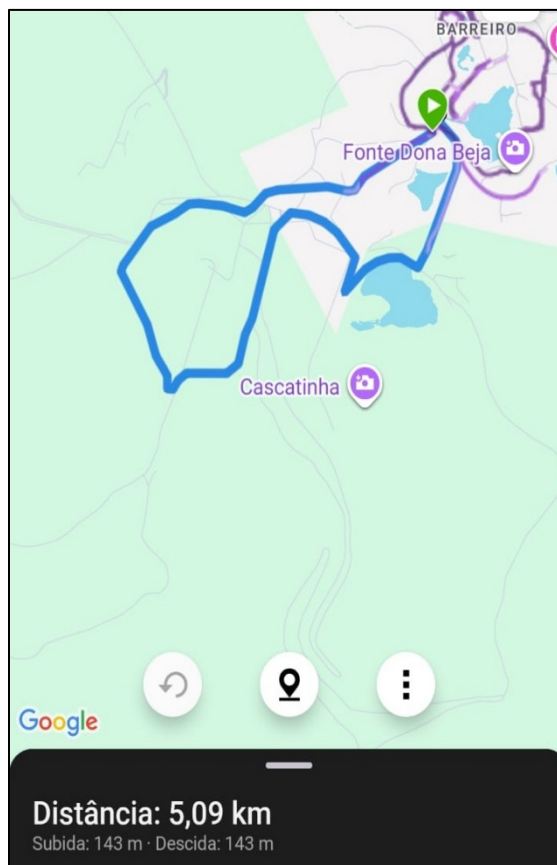 BARREIRO
Fonte Dona Beja
Cascatinha
Google
Distância: 5,09 km
Subida: 143 m · Descida: 143 m